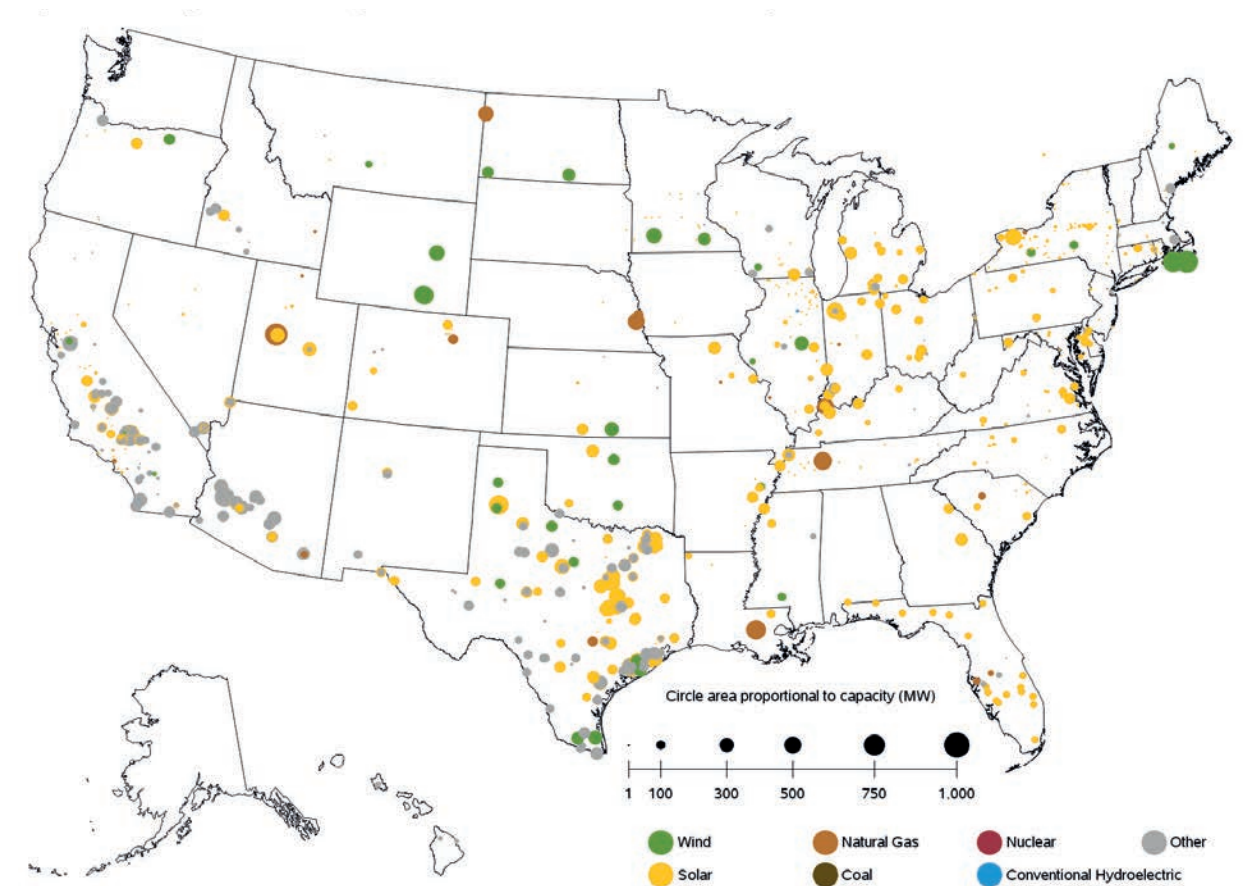 Circle area proportional to capacity (MW)
1 100 300 500 750 1.000
Wind Natural Gas Nuclear Other
Solar Coal Conventional Hydroelectric